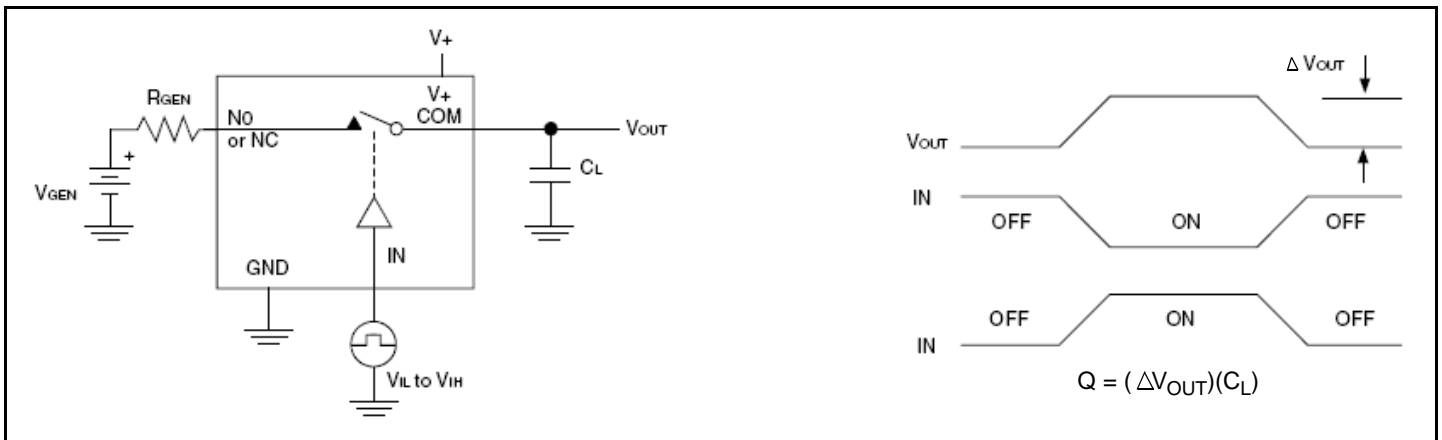 V+
V+
RGEN
NO
or NC
COM
VOUT
+
VGEN
CL
IN
GND
VIL to VIH
Δ VOUT
VOUT
IN
OFF
ON
OFF
OFF
ON
OFF
IN
Q = ( ΔVOUT)(CL)